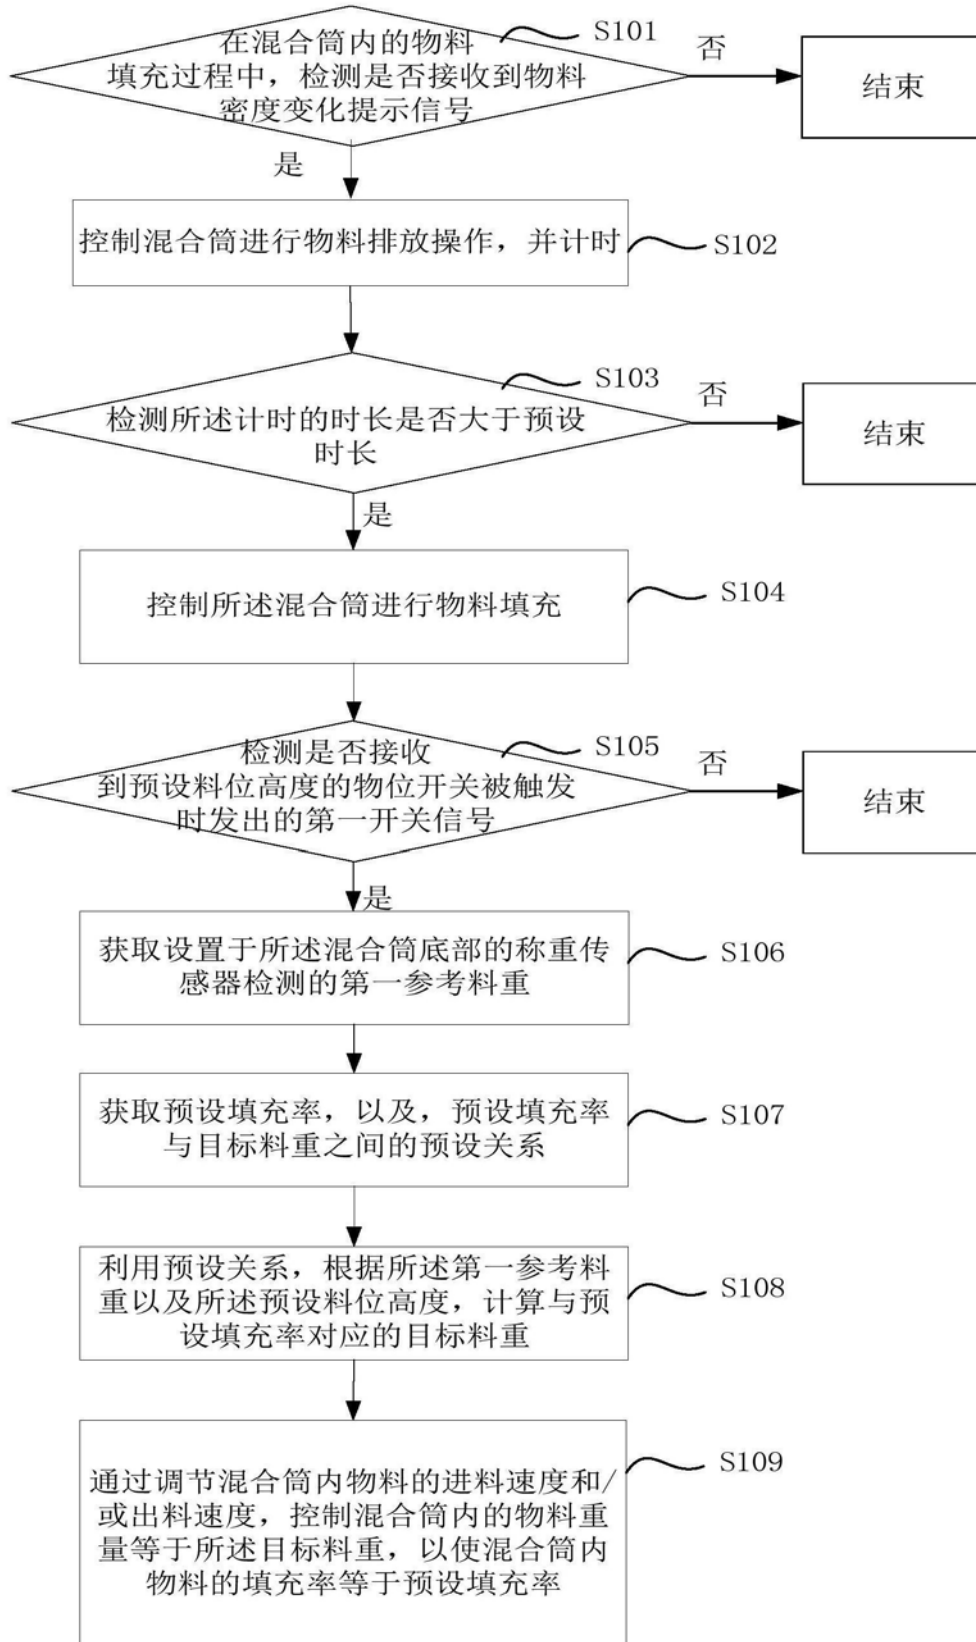 在混合筒内的物料
填充过程中，检测是否接收到物料
密度变化提示信号
S101
否
结束
是
控制混合筒进行物料排放操作，并计时
S102
检测所述计时的时长是否大于预设
时长
S103
否
结束
是
控制所述混合筒进行物料填充
S104
检测是否接收
到预设料位高度的物位开关被触发
时发出的第一开关信号
S105
否
结束
是
获取设置于所述混合筒底部的称重传
感器检测的第一参考料重
S106
获取预设填充率，以及，预设填充率
与目标料重之间的预设关系
S107
利用预设关系，根据所述第一参考料
重以及所述预设料位高度，计算与预
设填充率对应的目标料重
S108
通过调节混合筒内物料的进料速度和/
或出料速度，控制混合筒内的物料重
量等于所述目标料重，以使混合筒内
物料的填充率等于预设填充率
S109